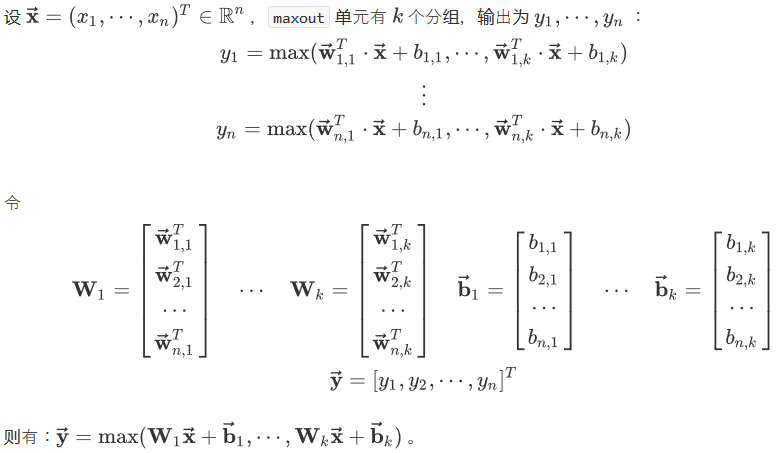 设 $\vec{\mathbf{x}} = (x_1, \cdots, x_n)^T \in \mathbb{R}^n$ ，maxout 单元有 $k$ 个分组，输出为 $y_1, \cdots, y_n$ ：
$y_1 = \max(\vec{\mathbf{w}}_{1,1}^T \cdot \vec{\mathbf{x}} + b_{1,1}, \cdots, \vec{\mathbf{w}}_{1,k}^T \cdot \vec{\mathbf{x}} + b_{1,k})$
$\vdots$
$y_n = \max(\vec{\mathbf{w}}_{n,1}^T \cdot \vec{\mathbf{x}} + b_{n,1}, \cdots, \vec{\mathbf{w}}_{n,k}^T \cdot \vec{\mathbf{x}} + b_{n,k})$
令
$\mathbf{W}_1 = \begin{bmatrix} \vec{\mathbf{w}}_{1,1}^T \\ \vec{\mathbf{w}}_{2,1}^T \\ \cdots \\ \vec{\mathbf{w}}_{n,1}^T \end{bmatrix} \quad \cdots \quad \mathbf{W}_k = \begin{bmatrix} \vec{\mathbf{w}}_{1,k}^T \\ \vec{\mathbf{w}}_{2,k}^T \\ \cdots \\ \vec{\mathbf{w}}_{n,k}^T \end{bmatrix} \quad \vec{\mathbf{b}}_1 = \begin{bmatrix} b_{1,1} \\ b_{2,1} \\ \cdots \\ b_{n,1} \end{bmatrix} \quad \cdots \quad \vec{\mathbf{b}}_k = \begin{bmatrix} b_{1,k} \\ b_{2,k} \\ \cdots \\ b_{n,k} \end{bmatrix}$
$\vec{\mathbf{y}} = [y_1, y_2, \cdots, y_n]^T$
则有：$\vec{\mathbf{y}} = \max(\mathbf{W}_1 \vec{\mathbf{x}} + \vec{\mathbf{b}}_1, \cdots, \mathbf{W}_k \vec{\mathbf{x}} + \vec{\mathbf{b}}_k)$ 。